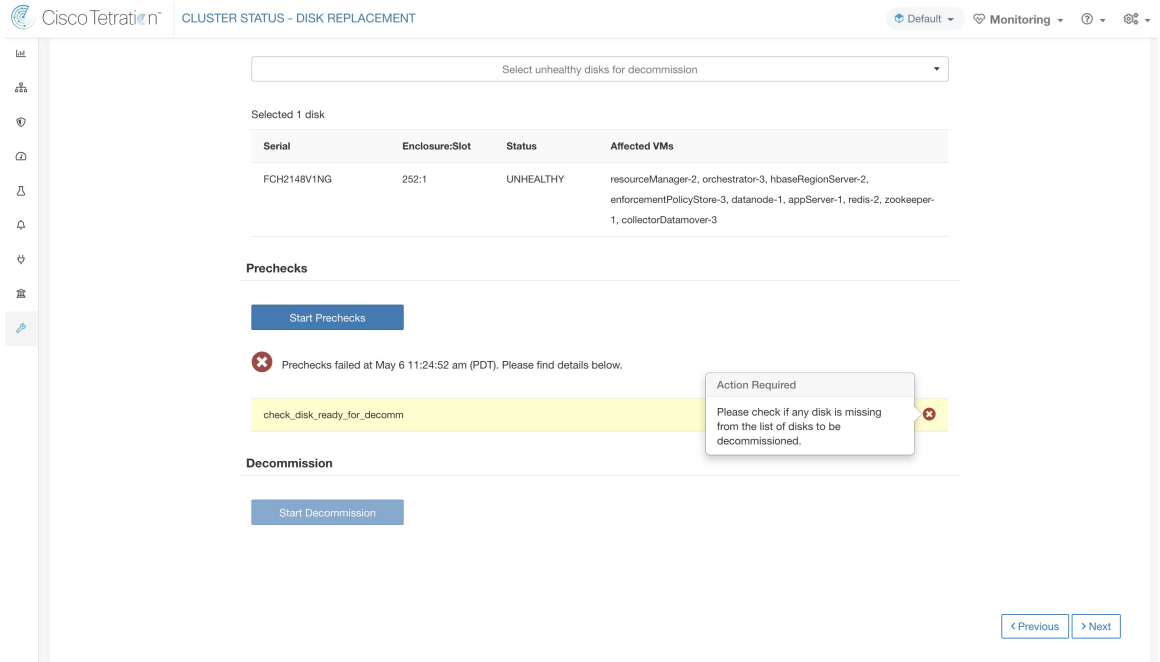 Cisco Tetration™
CLUSTER STATUS - DISK REPLACEMENT
Default
Monitoring
Select unhealthy disks for decommission
Selected 1 disk
Serial Enclosure:Slot Status Affected VMs
FCH2148V1NG 252:1 UNHEALTHY resourceManager-2, orchestrator-3, hbaseRegionServer-2,
enforcementPolicyStore-3, datanode-1, appServer-1, redis-2, zookeeper-
1, collectorDatamover-3
Prechecks
Start Prechecks
Prechecks failed at May 6 11:24:52 am (PDT). Please find details below.
check_disk_ready_for_decomm
Action Required
Please check if any disk is missing
from the list of disks to be
decommissioned.
Decommission
Start Decommission
< Previous
> Next